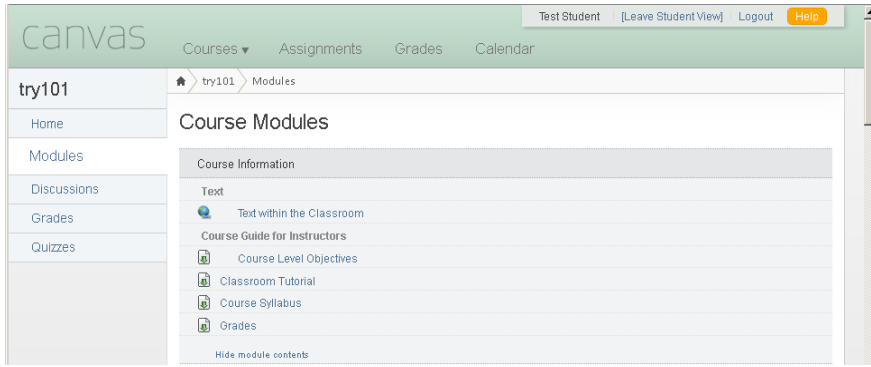 Test Student [Leave Student View] Logout Help
canvas
Courses ▾ Assignments Grades Calendar
try101
try101 Modules
Home
Modules
Discussions
Grades
Quizzes
Course Modules
Course Information
Text
Text within the Classroom
Course Guide for Instructors
Course Level Objectives
Classroom Tutorial
Course Syllabus
Grades
Hide module contents